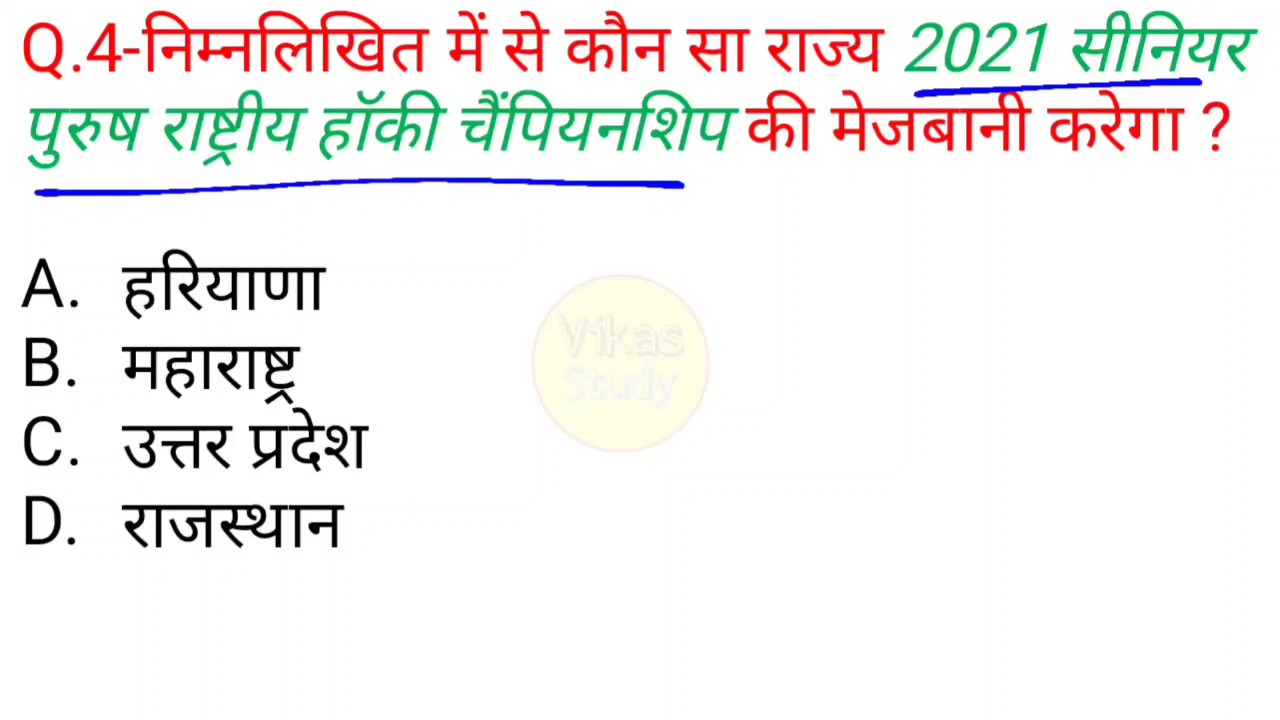 Q.4-निम्नलिखित में से कौन सा राज्य 2021 सीनियर
पुरुष राष्ट्रीय हॉकी चैंपियनशिप की मेजबानी करेगा ?
A. हरियाणा
B. महाराष्ट्र
C. उत्तर प्रदेश
D. राजस्थान
Vikas
Study